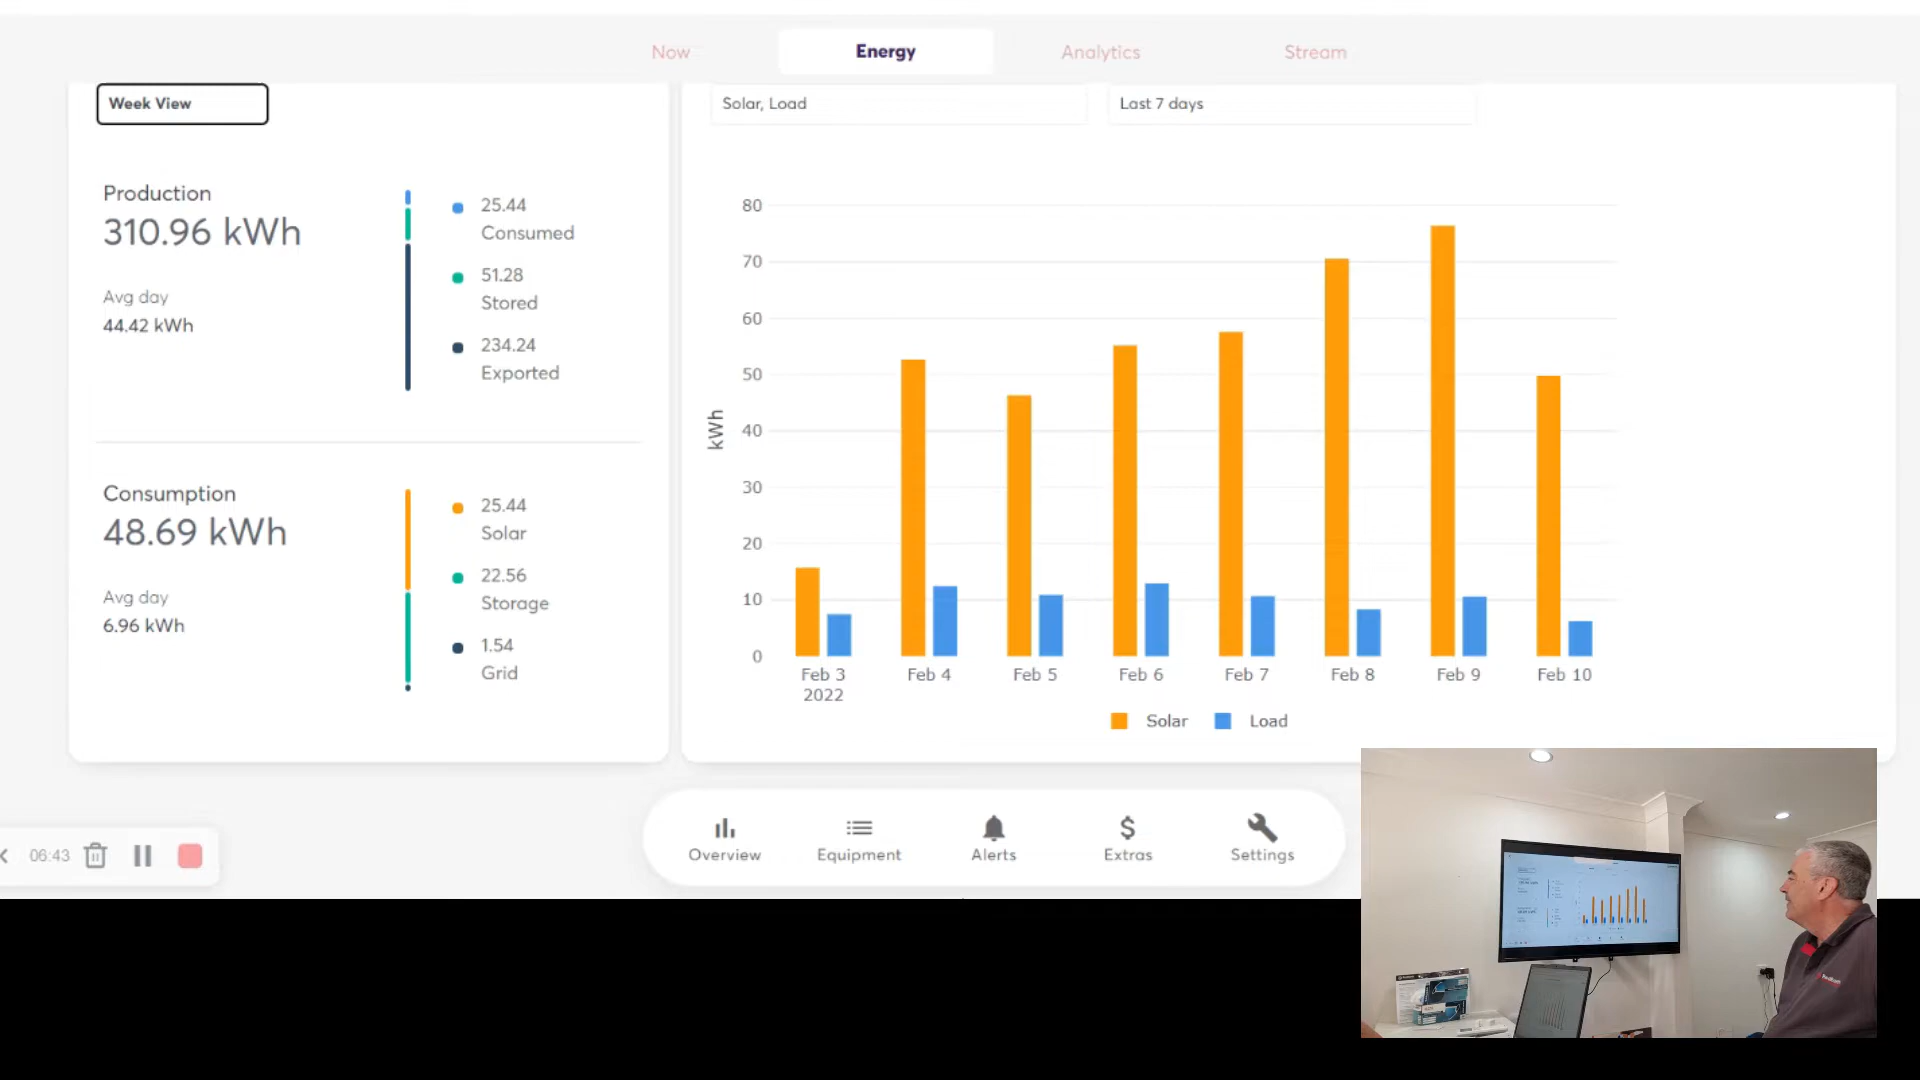 Now
Energy
Analytics
Stream
Week View
Solar, Load
Last 7 days
Production
310.96 kWh
Avg day
44.42 kWh
25.44
Consumed
51.28
Stored
234.24
Exported
Consumption
48.69 kWh
Avg day
6.96 kWh
25.44
Solar
22.56
Storage
1.54
Grid
kWh
80
70
60
50
40
30
20
10
0
Feb 3
2022
Feb 4
Feb 5
Feb 6
Feb 7
Feb 8
Feb 9
Feb 10
Solar
Load
06:43
Overview
Equipment
Alerts
Extras
Settings